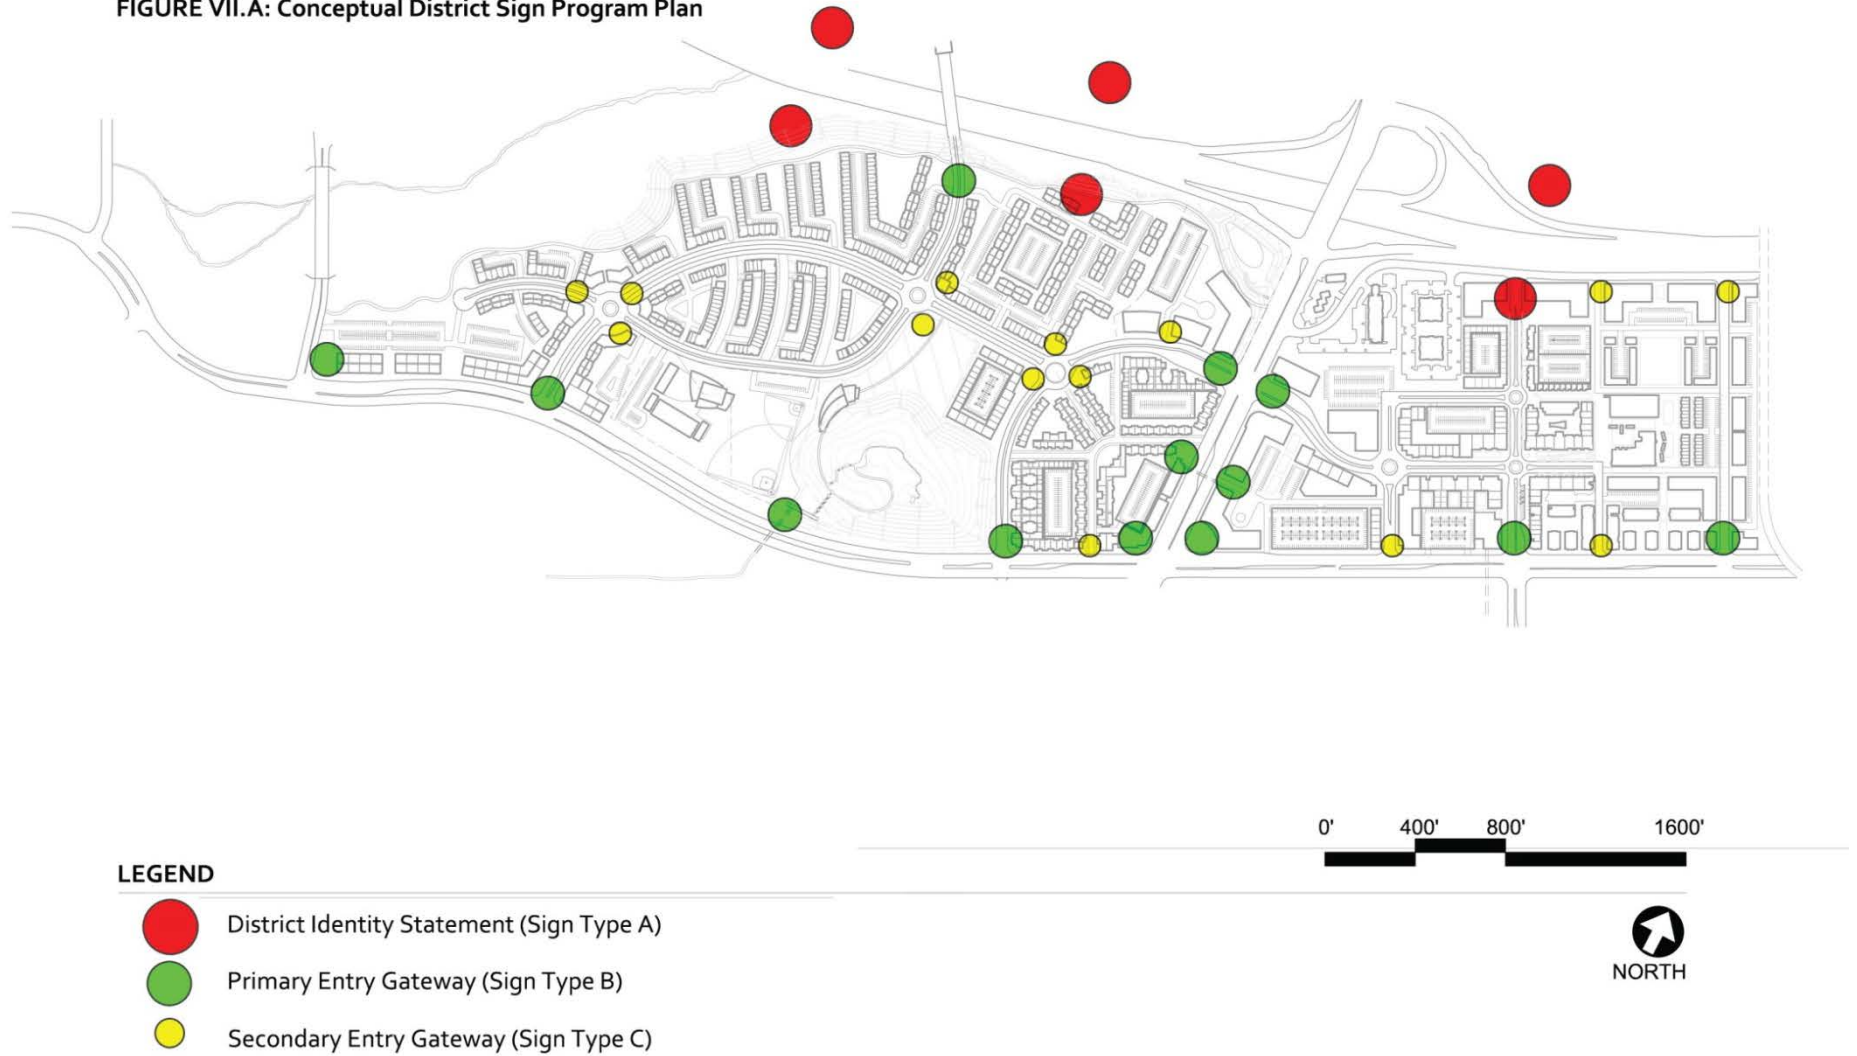 FIGURE VII.A: Conceptual District Sign Program Plan
0' 400' 800' 1600'
LEGEND
District Identity Statement (Sign Type A)
Primary Entry Gateway (Sign Type B)
Secondary Entry Gateway (Sign Type C)
NORTH